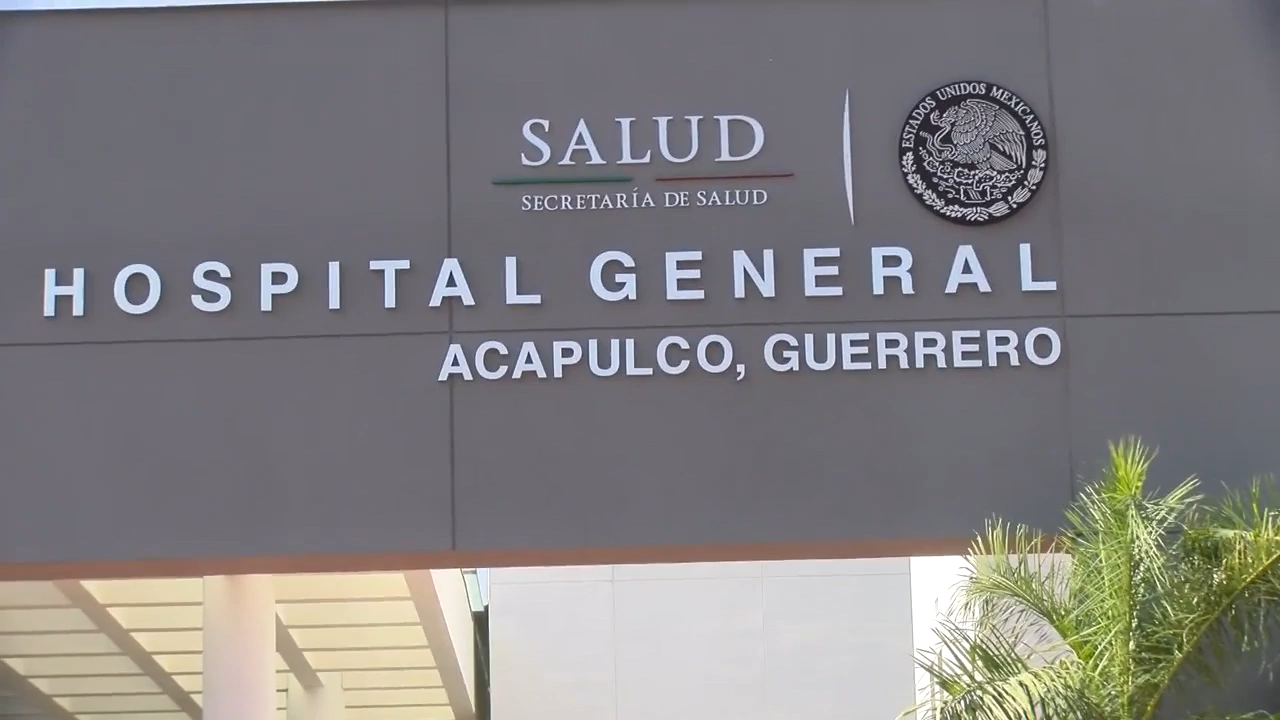 SALUD
SECRETARÍA DE SALUD
ESTADOS UNIDOS MEXICANOS
HOSPITAL GENERAL
ACAPULCO, GUERRERO